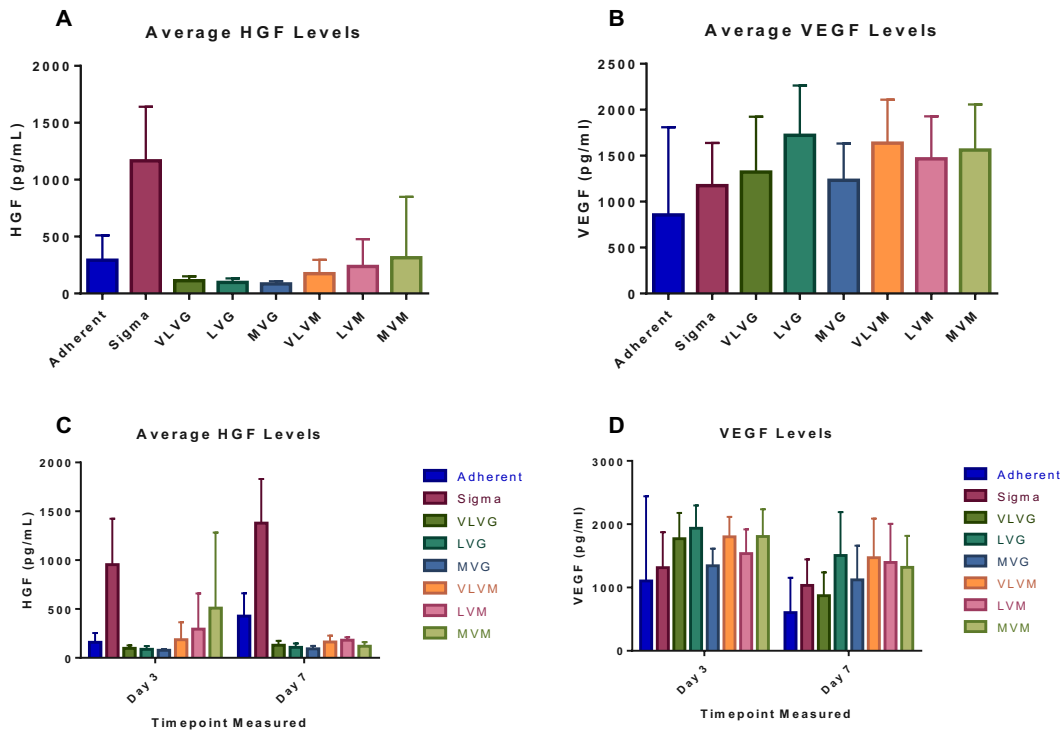 A
Average HGF Levels
HGF (pg/mL)
2000
1500
1000
500
0
Adherent
Sigma
VLVG
LVG
MVG
VLVM
LVM
MVM
B
Average VEGF Levels
VEGF (pg/ml)
2500
2000
1500
1000
500
0
Adherent
Sigma
VLVG
LVG
MVG
VLVM
LVM
MVM
C
Average HGF Levels
HGF (pg/mL)
2000
1500
1000
500
0
Day 3
Day 7
Timepoint Measured
Adherent
Sigma
VLVG
LVG
MVG
VLVM
LVM
MVM
D
VEGF Levels
VEGF (pg/ml)
3000
2000
1000
0
Day 3
Day 7
Timepoint Measured
Adherent
Sigma
VLVG
LVG
MVG
VLVM
LVM
MVM